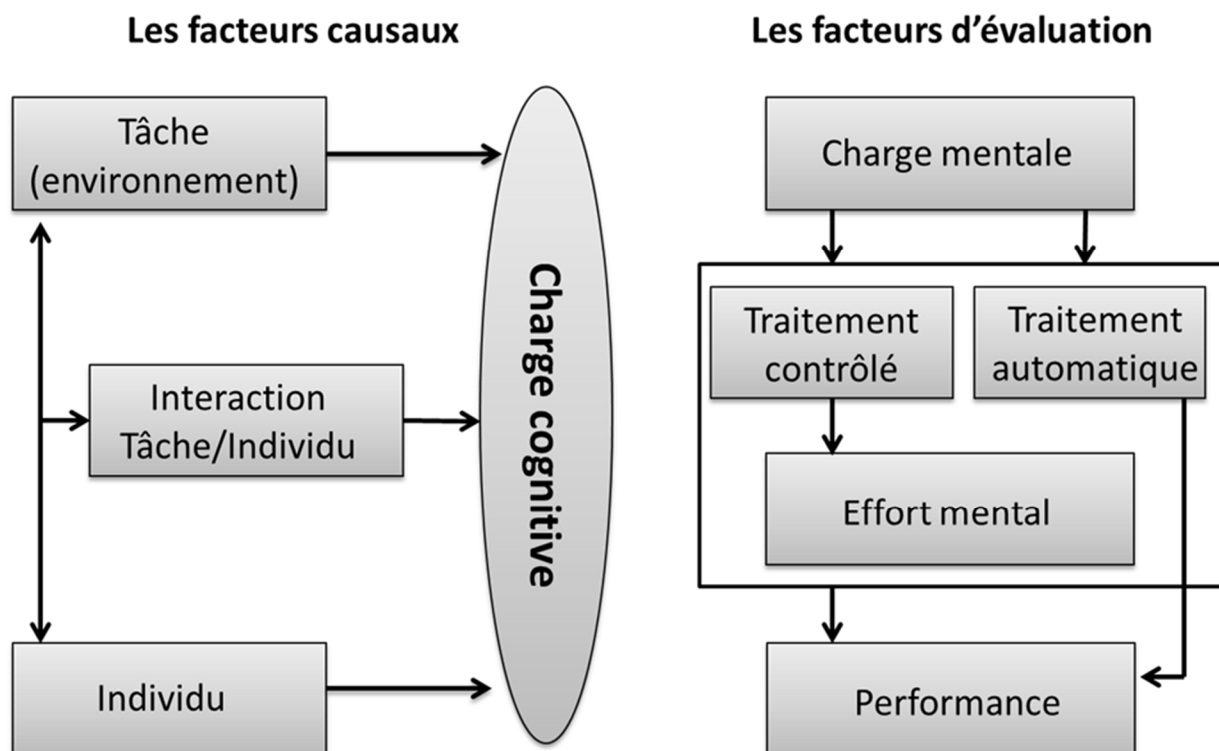 Les facteurs causaux
Tâche
(environnement)
Interaction
Tâche/Individu
Individu
Charge cognitive
Les facteurs d’évaluation
Charge mentale
Traitement
contrôlé
Traitement
automatique
Effort mental
Performance